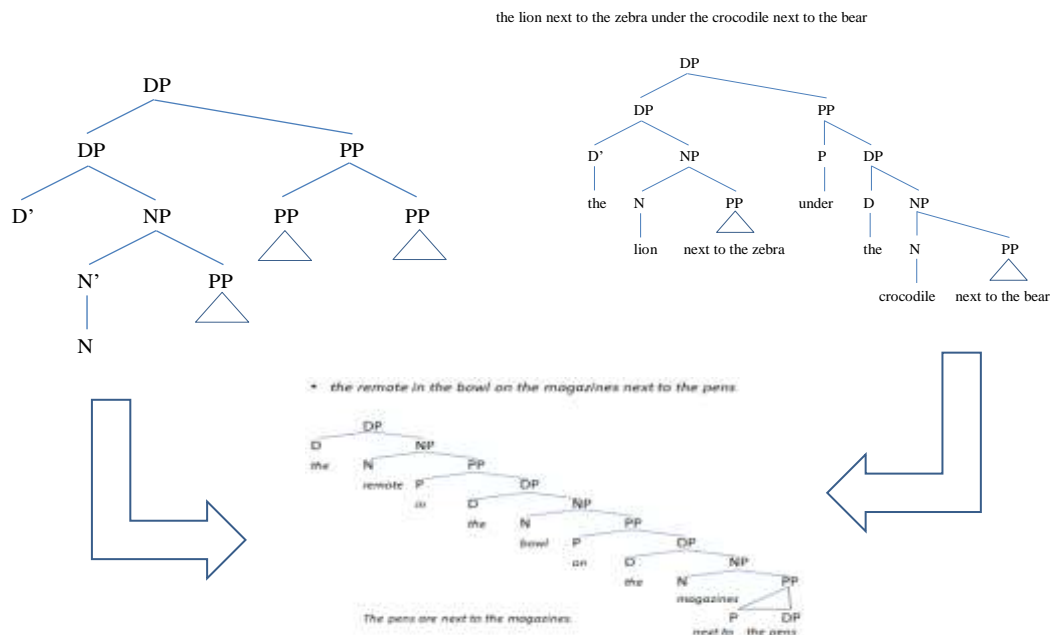 the lion next to the zebra under the crocodile next to the bear
DP
DP PP
D’ NP PP PP
N’ PP
N
DP
DP PP
D’ NP P DP
the N PP under D NP
lion next to the zebra the N PP
crocodile next to the bear
• the remote in the bowl on the magazines next to the pens
DP
D NP
the N PP
remote P DP
in D NP
the N PP
bowl P DP
on D NP
the N PP
magazines
P DP
The pens are next to the magazines.
next to the pens